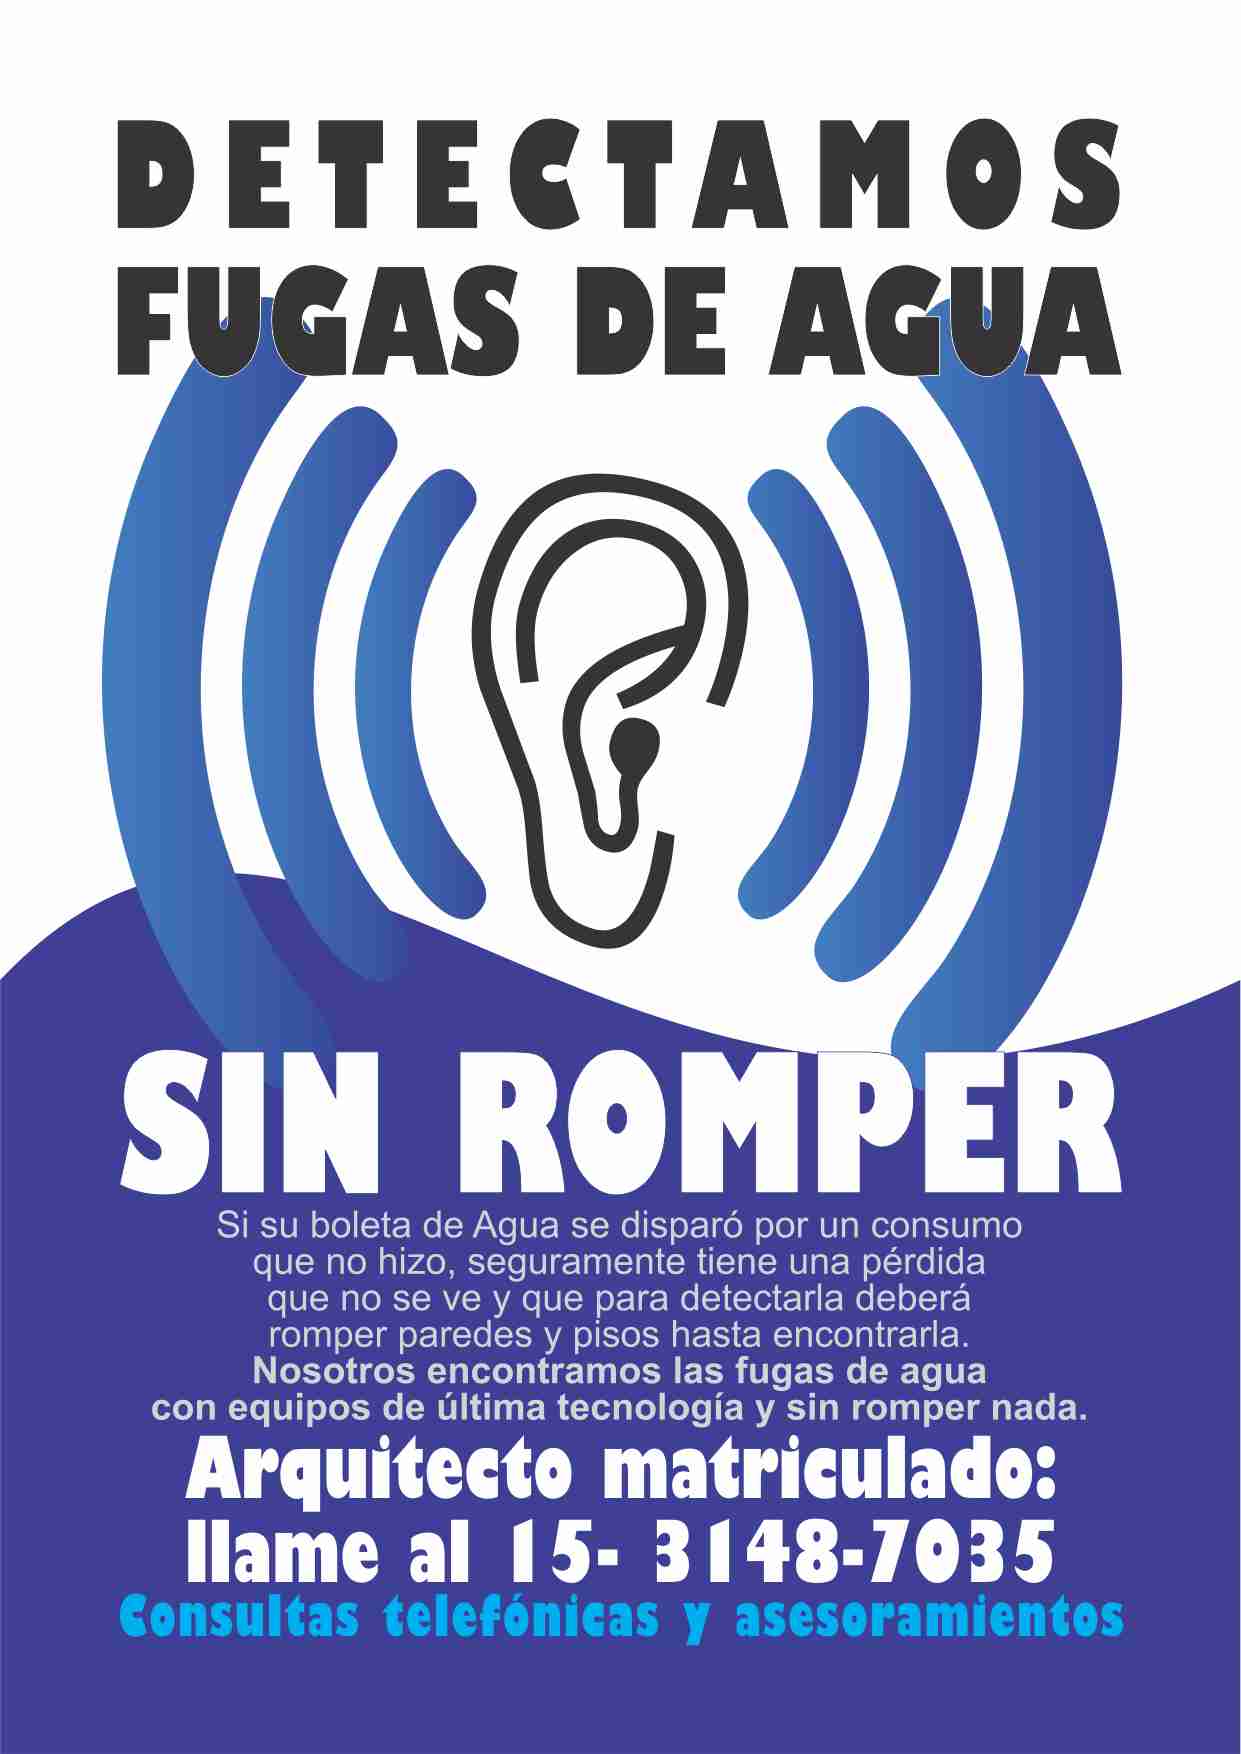 DETECTAMOS
FUGAS DE AGUA
SIN ROMPER
Si su boleta de Agua se disparó por un consumo
que no hizo, seguramente tiene una pérdida
que no se ve y que para detectarla deberá
romper paredes y pisos hasta encontrarla.
Nosotros encontramos las fugas de agua
con equipos de última tecnología y sin romper nada.
Arquitecto matriculado:
llame al 15- 3148-7035
Consultas telefónicas y asesoramientos